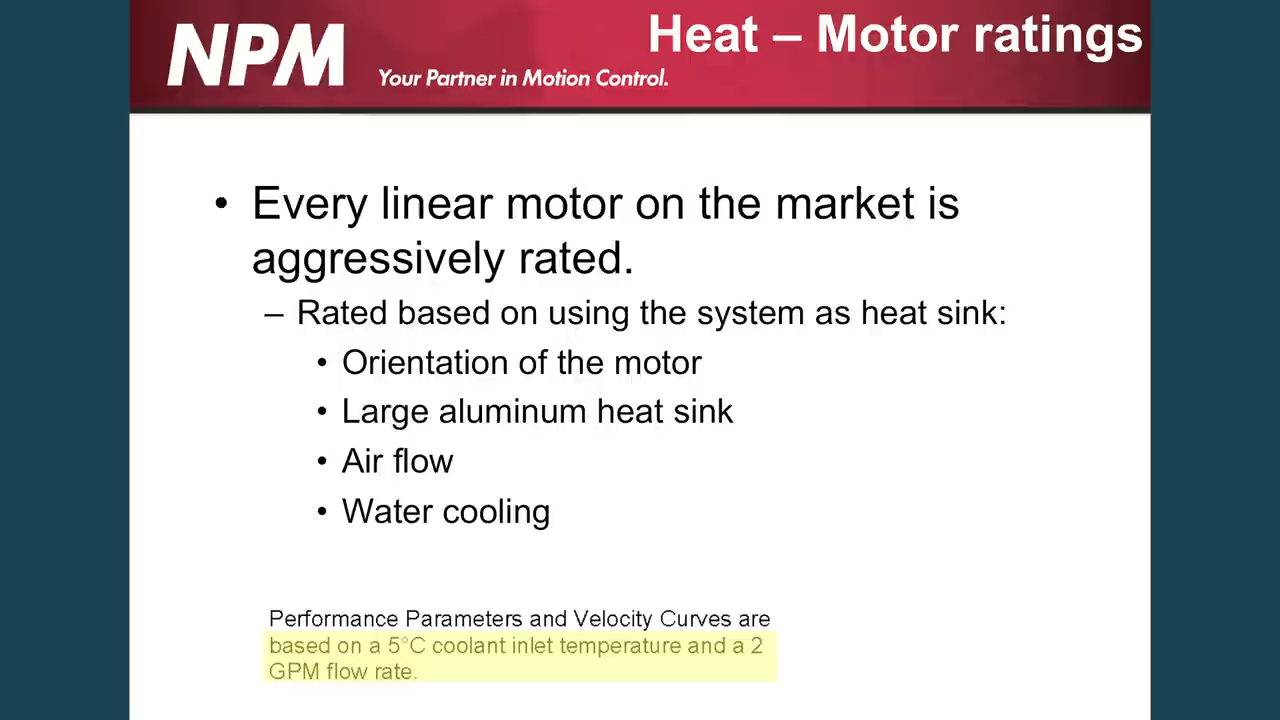 NPM
Your Partner in Motion Control.
Heat – Motor ratings
• Every linear motor on the market is
aggressively rated.
– Rated based on using the system as heat sink:
• Orientation of the motor
• Large aluminum heat sink
• Air flow
• Water cooling
Performance Parameters and Velocity Curves are
based on a 5°C coolant inlet temperature and a 2
GPM flow rate.